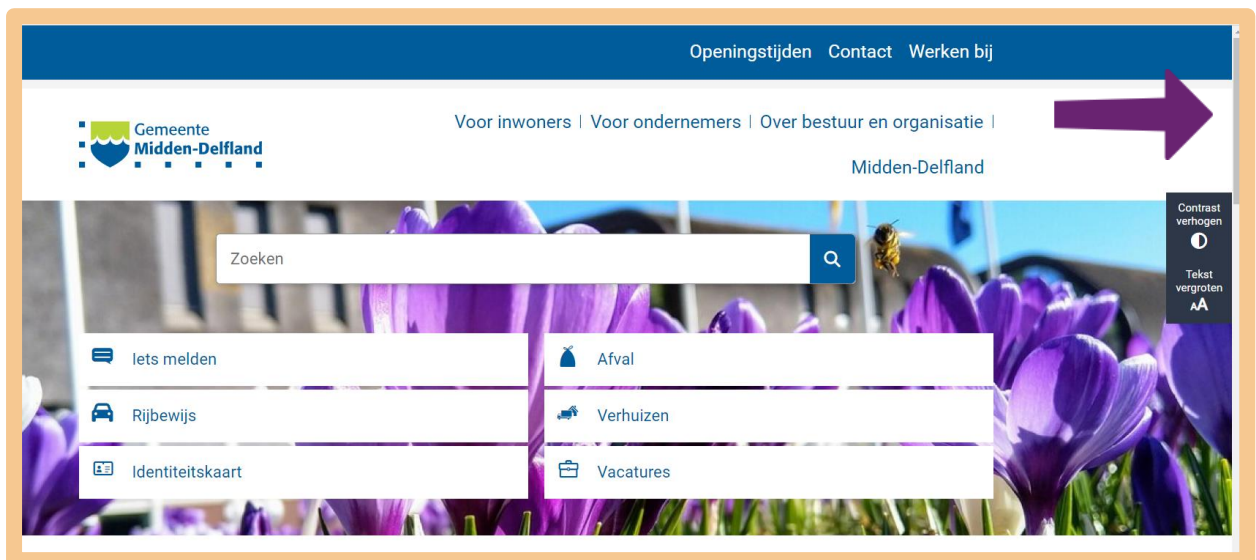 Openingstijden Contact Werken bij
Gemeente
Midden-Delfland
Voor inwoners | Voor ondernemers | Over bestuur en organisatie |
Midden-Delfland
Contrast
verhogen
Tekst
vergroten
AA
Zoeken
Iets melden
Afval
Rijbewijs
Verhuizen
Identiteitskaart
Vacatures